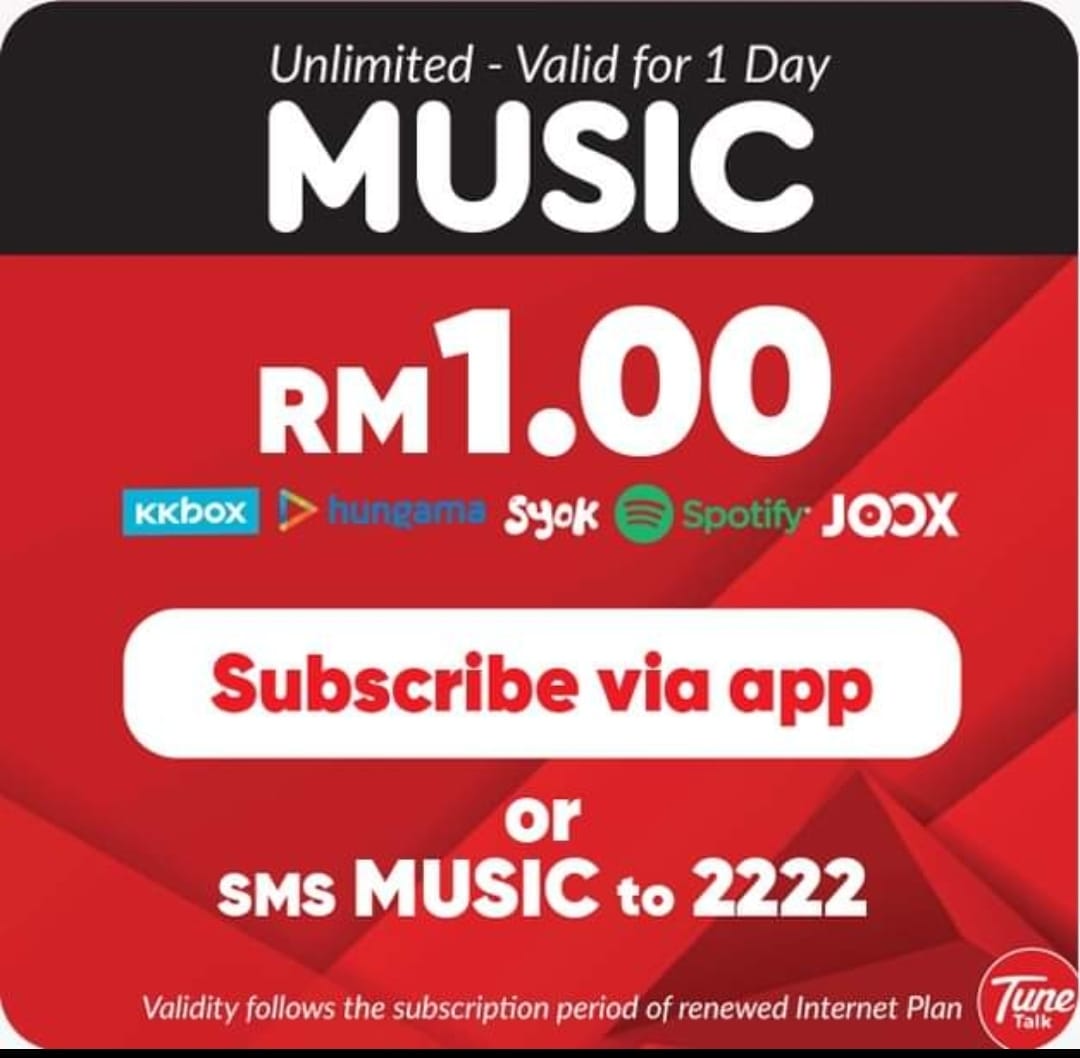 Unlimited - Valid for 1 Day
MUSIC
RM1.00
KKbox hungama syok Spotify JOOX
Subscribe via app
or
SMS MUSIC to 2222
Validity follows the subscription period of renewed Internet Plan
Tune
Talk